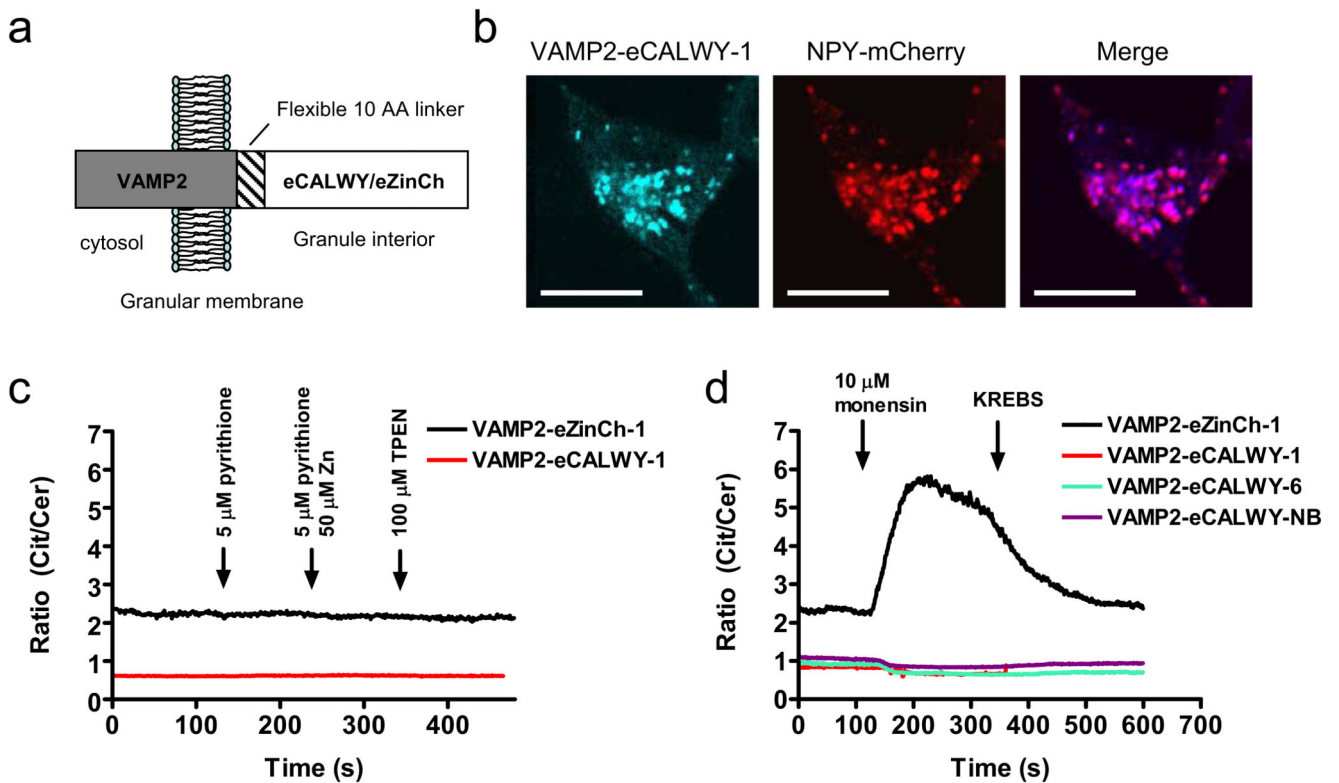 a
Flexible 10 AA linker
VAMP2
eCALWY/eZinCh
cytosol
Granule interior
Granular membrane
b
VAMP2-eCALWY-1
NPY-mCherry
Merge
c
5 µM pyrithione
5 µM pyrithione
50 µM Zn
100 µM TPEN
VAMP2-eZinCh-1
VAMP2-eCALWY-1
Ratio (Cit/Cer)
7
6
5
4
3
2
1
0
0 100 200 300 400
Time (s)
d
10 µM
monensin
KREBS
VAMP2-eZinCh-1
VAMP2-eCALWY-1
VAMP2-eCALWY-6
VAMP2-eCALWY-NB
Ratio (Cit/Cer)
7
6
5
4
3
2
1
0
0 100 200 300 400 500 600 700
Time (s)